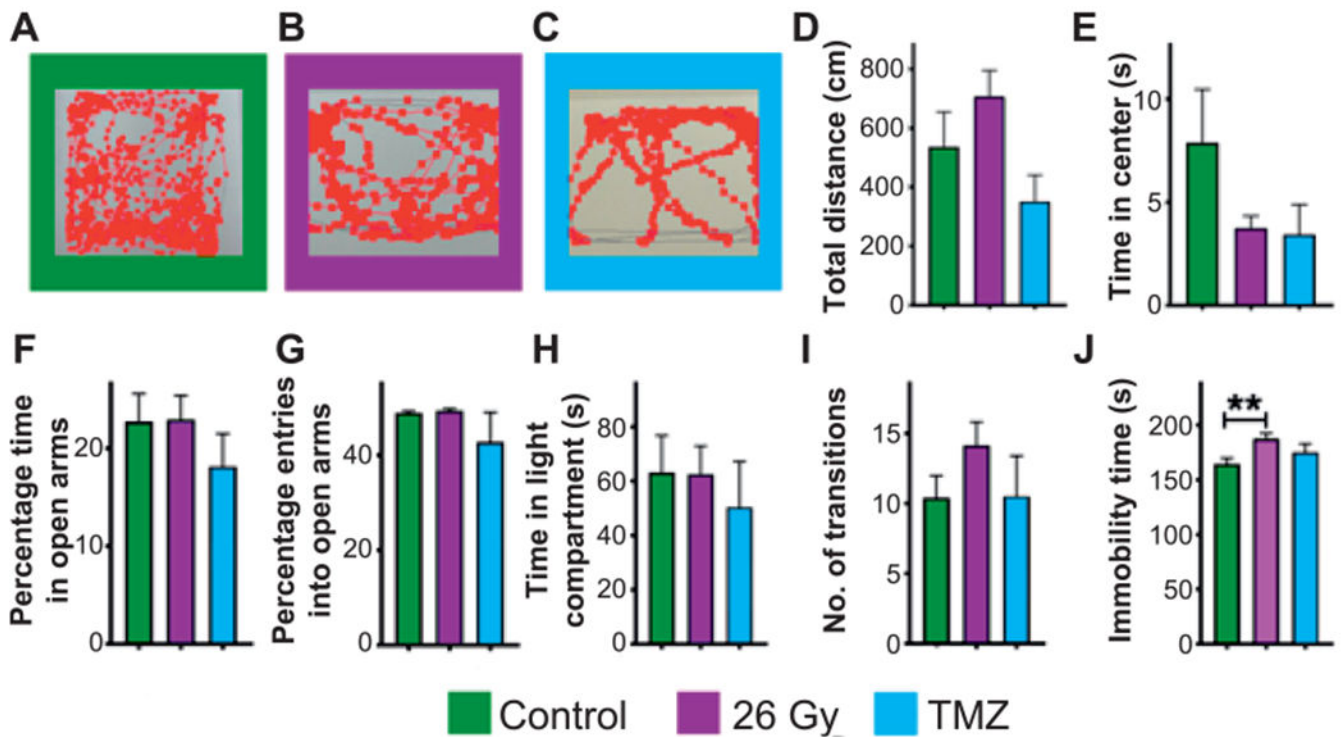 A
B
C
D
Total distance (cm)
800
600
400
200
0
E
Time in center (s)
10
5
0
F
Percentage time
in open arms
20
10
0
G
Percentage entries
into open arms
40
20
0
H
Time in light
compartment (s)
80
60
40
20
0
I
No. of transitions
15
10
5
0
J
Immobility time (s)
200
150
100
50
0
**
Control
26 Gy
TMZ